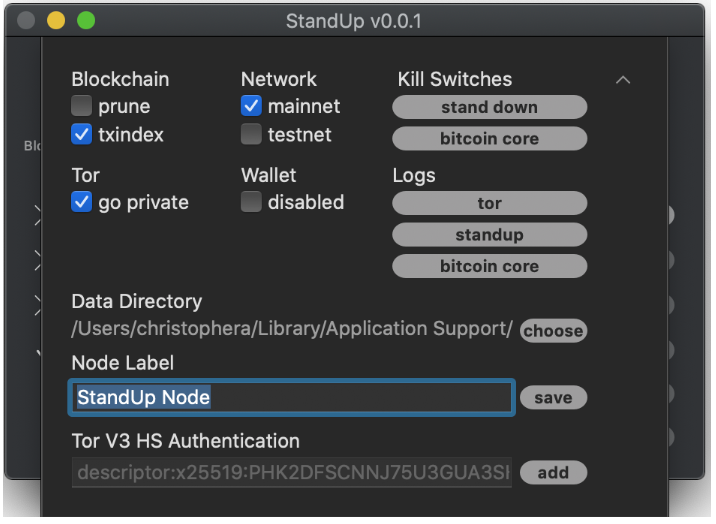 StandUp v0.0.1
Blockchain Network Kill Switches
prune mainnet stand down
txindex testnet bitcoin core
Tor Wallet Logs
go private disabled tor
standup
bitcoin core
Data Directory
/Users/christophera/Library/Application Support/ choose
Node Label
StandUp Node save
Tor V3 HS Authentication
descriptor:x25519:PHK2DFSCNNJ75U3GUA3SH add